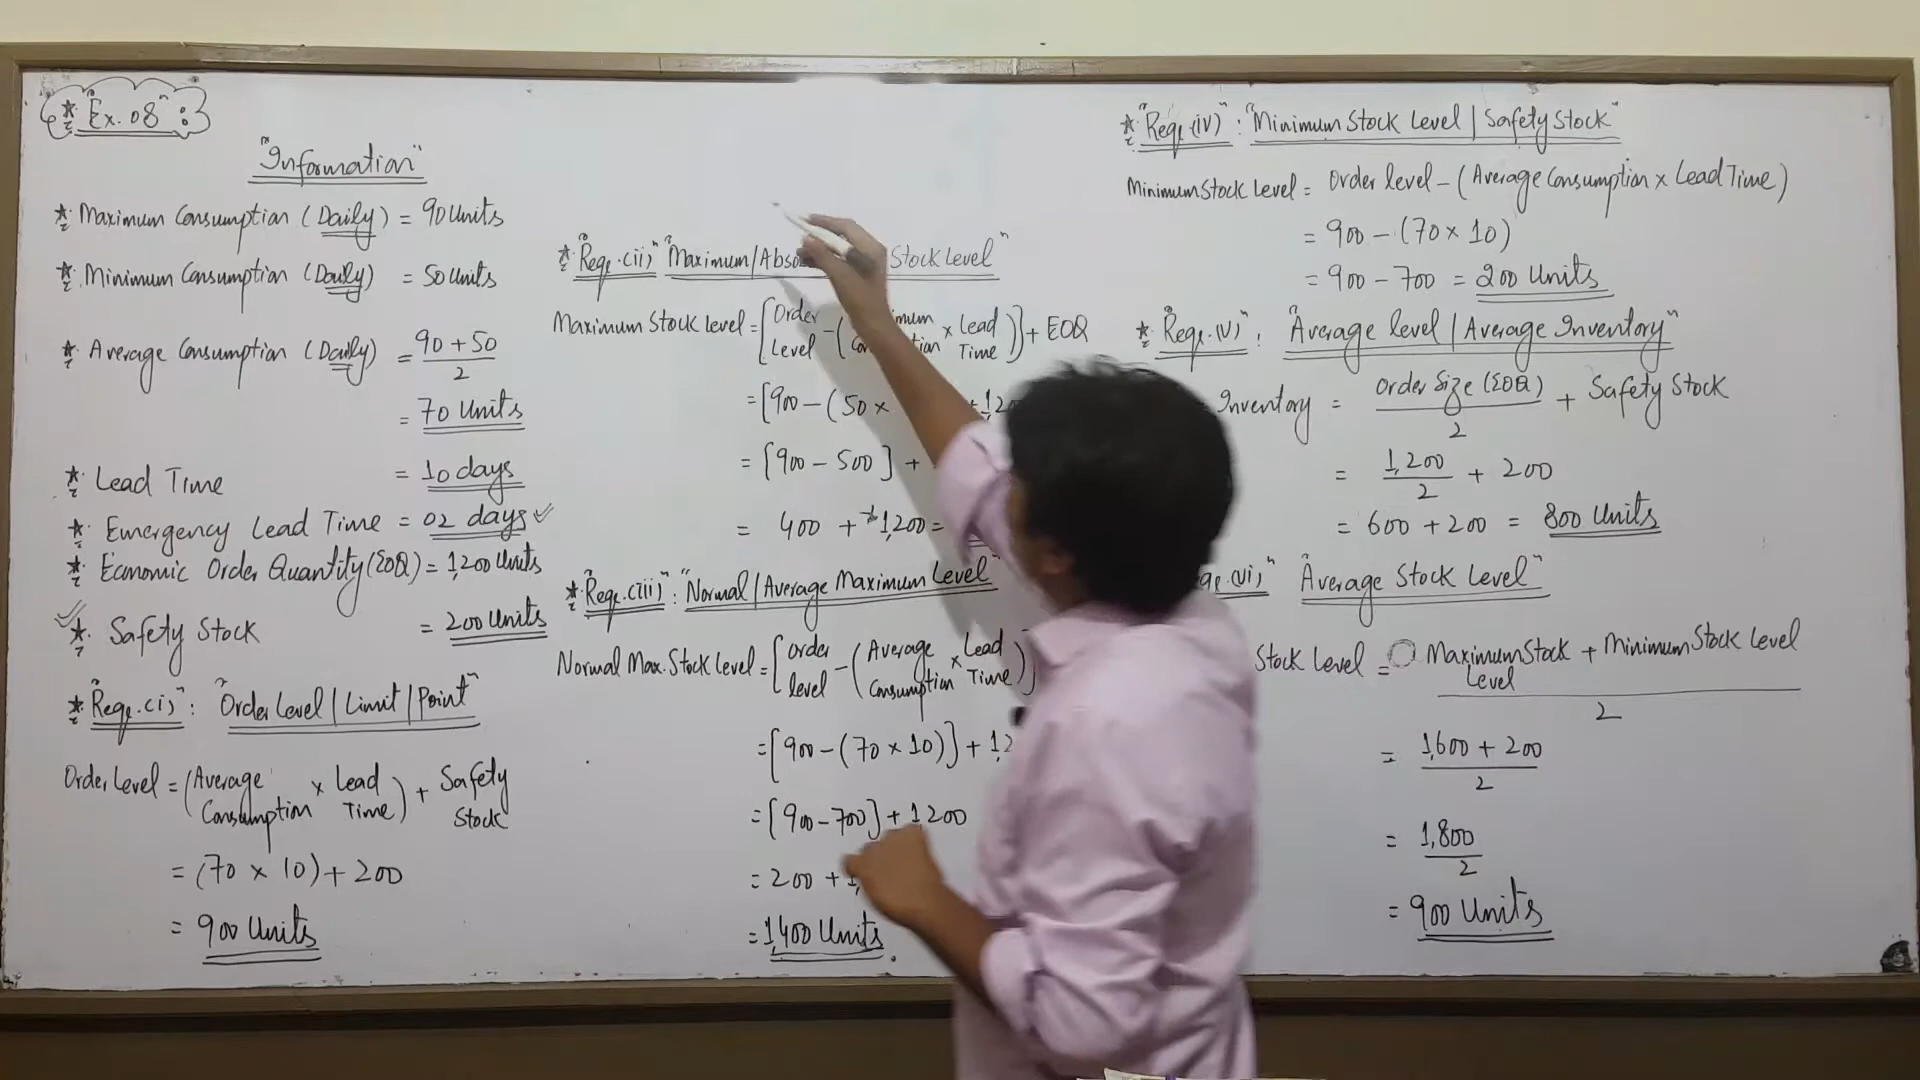 * "Ex. 08" :
"Information"
* Maximum Consumption (Daily) = 90 Units
* Minimum Consumption (Daily) = 50 Units
* Average Consumption (Daily) = 90 + 50
2
= 70 Units
* Lead Time = 10 days
* Emergency Lead Time = 02 days ✓
* Economic Order Quantity (EOQ) = 1,200 Units
✓ * Safety Stock = 200 Units
* "Req.(i)" : "Order Level | Limit | Point"
Order Level = (Average Consumption × Lead Time) + Safety Stock
= (70 × 10) + 200
= 900 Units
* "Req.(ii)" "Maximum/ Stock Level"
Maximum Stock Level = [Order Level - ( × Lead Time)] + EOQ
= [900 - (50 ×
= [900 - 500] +
= 400 + 1,200 =
* "Req.(iii)" : "Normal | Average Maximum Level"
Normal Max. Stock Level = [Order level - (Average Consumption × Lead Time)
= [900 - (70 × 10)] +
= [900 - 700] + 1200
= 200 +
= 1,400 Units
* "Req.(iv)" : "Minimum Stock Level | Safety Stock"
Minimum Stock Level = Order level - (Average Consumption × Lead Time)
= 900 - (70 × 10)
= 900 - 700 = 200 Units
* "Req.(v)" : "Average level | Average Inventory"
Inventory = Order Size (EOQ) + Safety Stock
2
= 1,200 + 200
2
= 600 + 200 = 800 Units
(vi)" "Average Stock Level"
Stock Level = Maximum Stock Level + Minimum Stock Level
2
= 1,600 + 200
2
= 1,800
2
= 900 Units